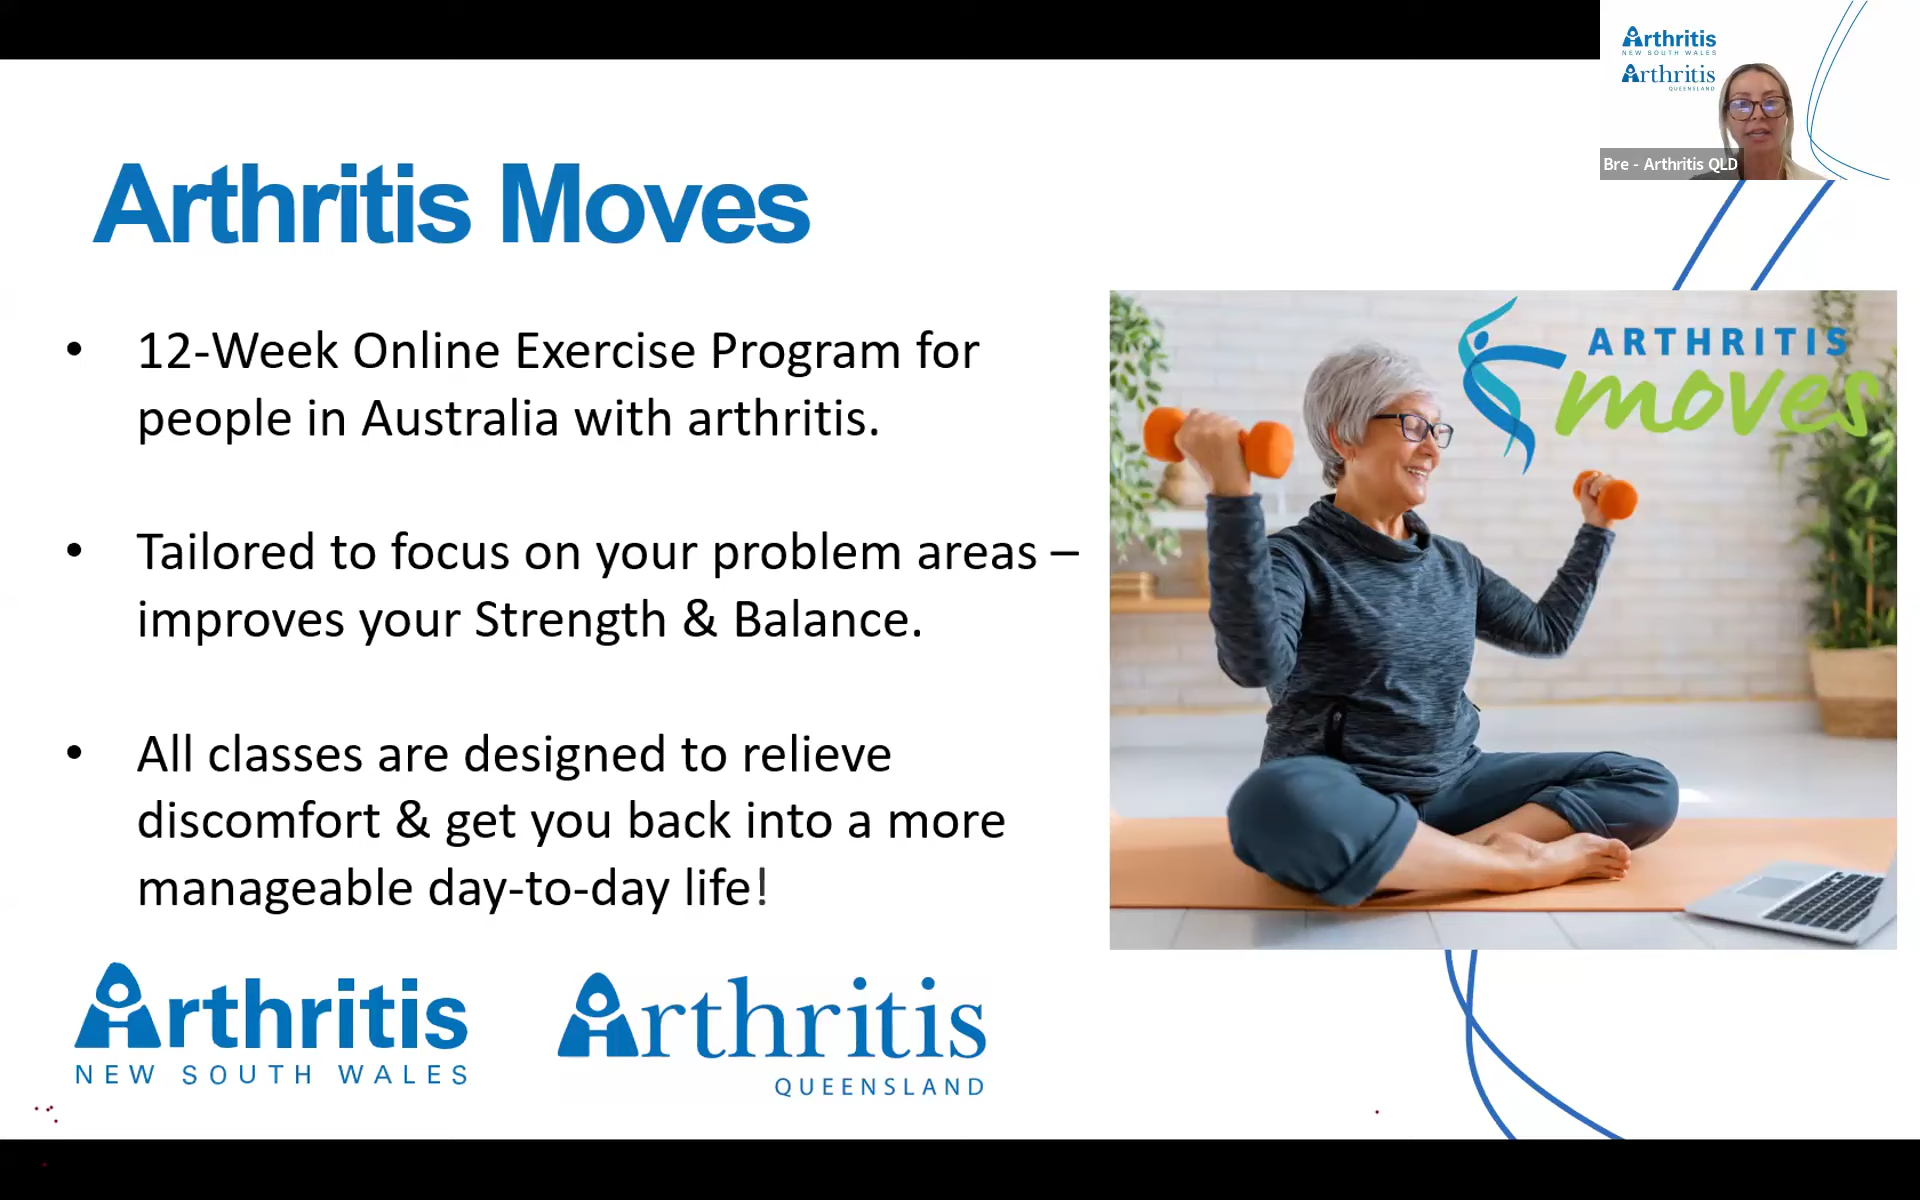 Arthritis
NEW SOUTH WALES
Arthritis
QUEENSLAND
Bre - Arthritis QLD
Arthritis Moves
• 12-Week Online Exercise Program for
people in Australia with arthritis.
• Tailored to focus on your problem areas –
improves your Strength & Balance.
• All classes are designed to relieve
discomfort & get you back into a more
manageable day-to-day life!
ARTHRITIS
moves
Arthritis
NEW SOUTH WALES
Arthritis
QUEENSLAND